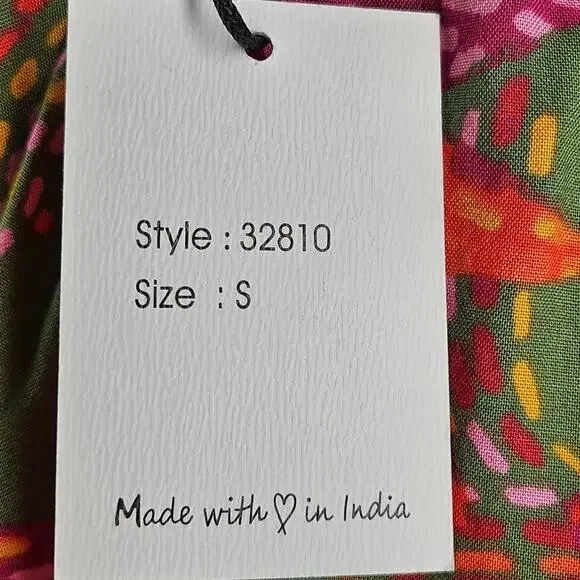 Style : 32810
Size : S
Made with ♡ in India